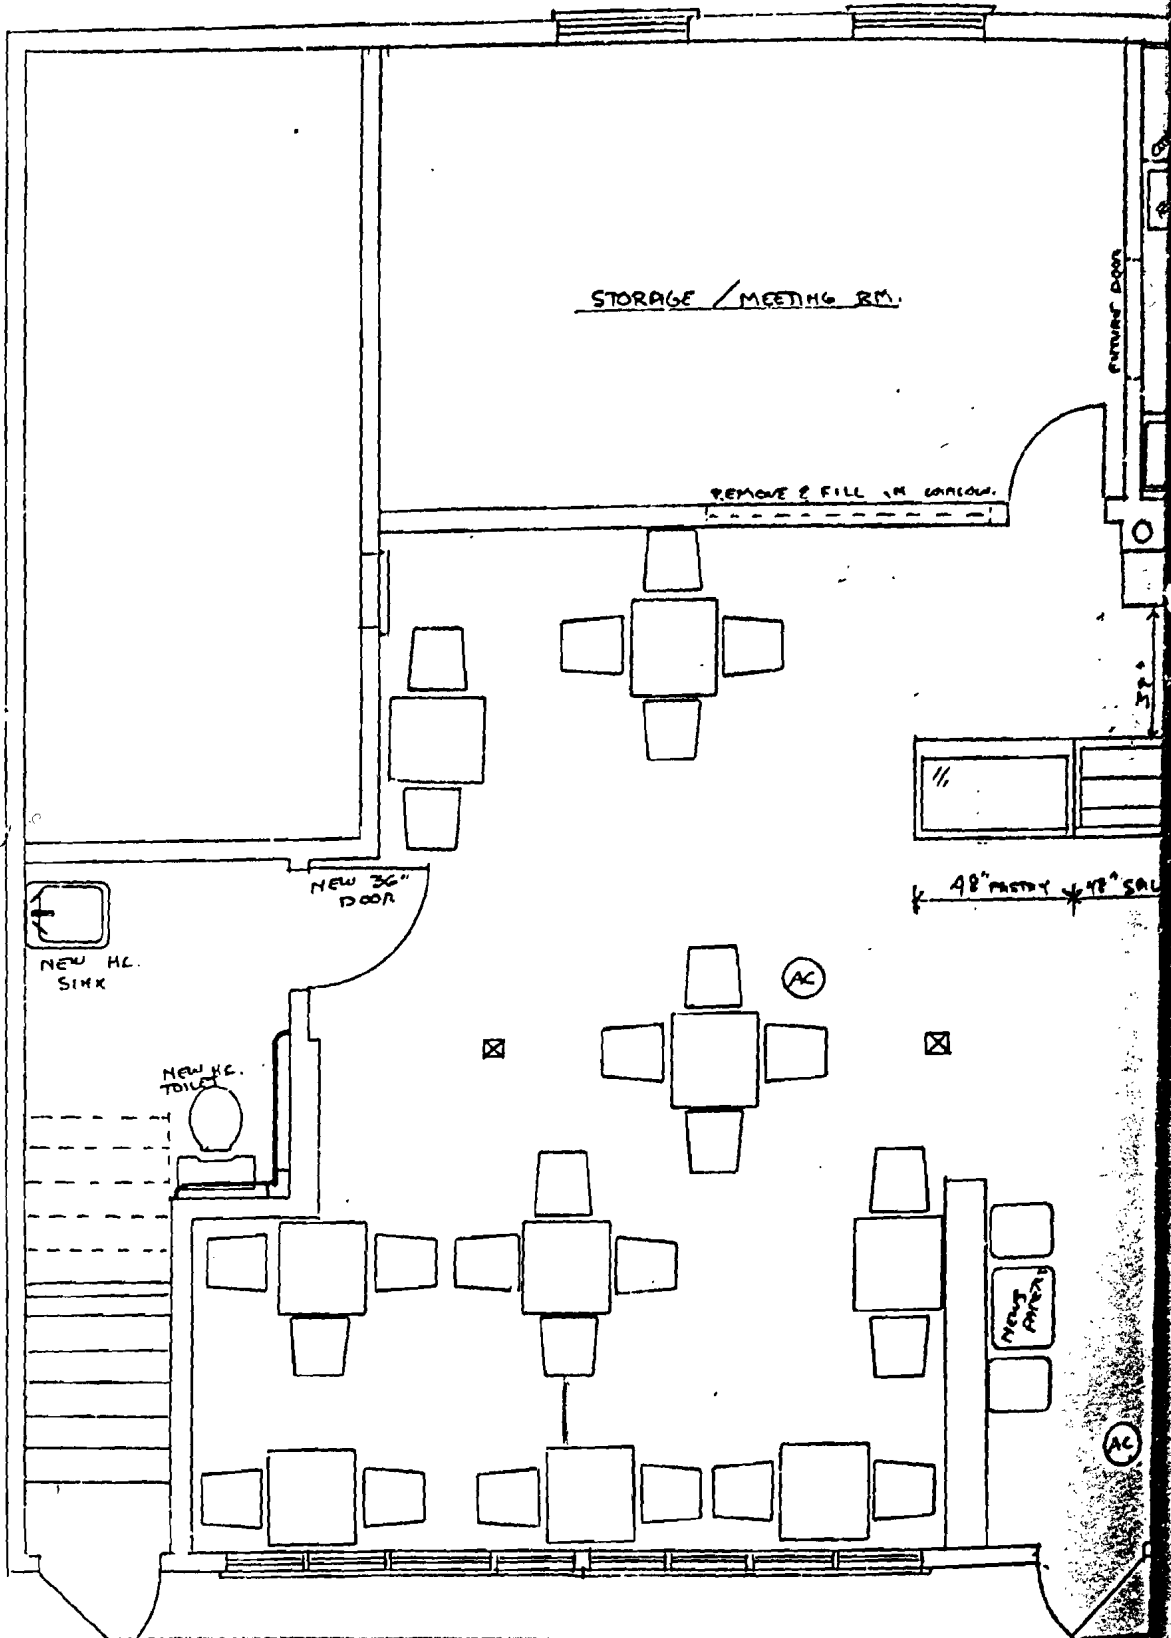 STORAGE / MEETING RM.
FUTURE DOOR
REMOVE & FILL IN WINDOW.
48" PASTRY
48"
NEW 36"
DOOR
NEW HC.
SINK
AC
NEW HC.
TOILET
NEWS
AC